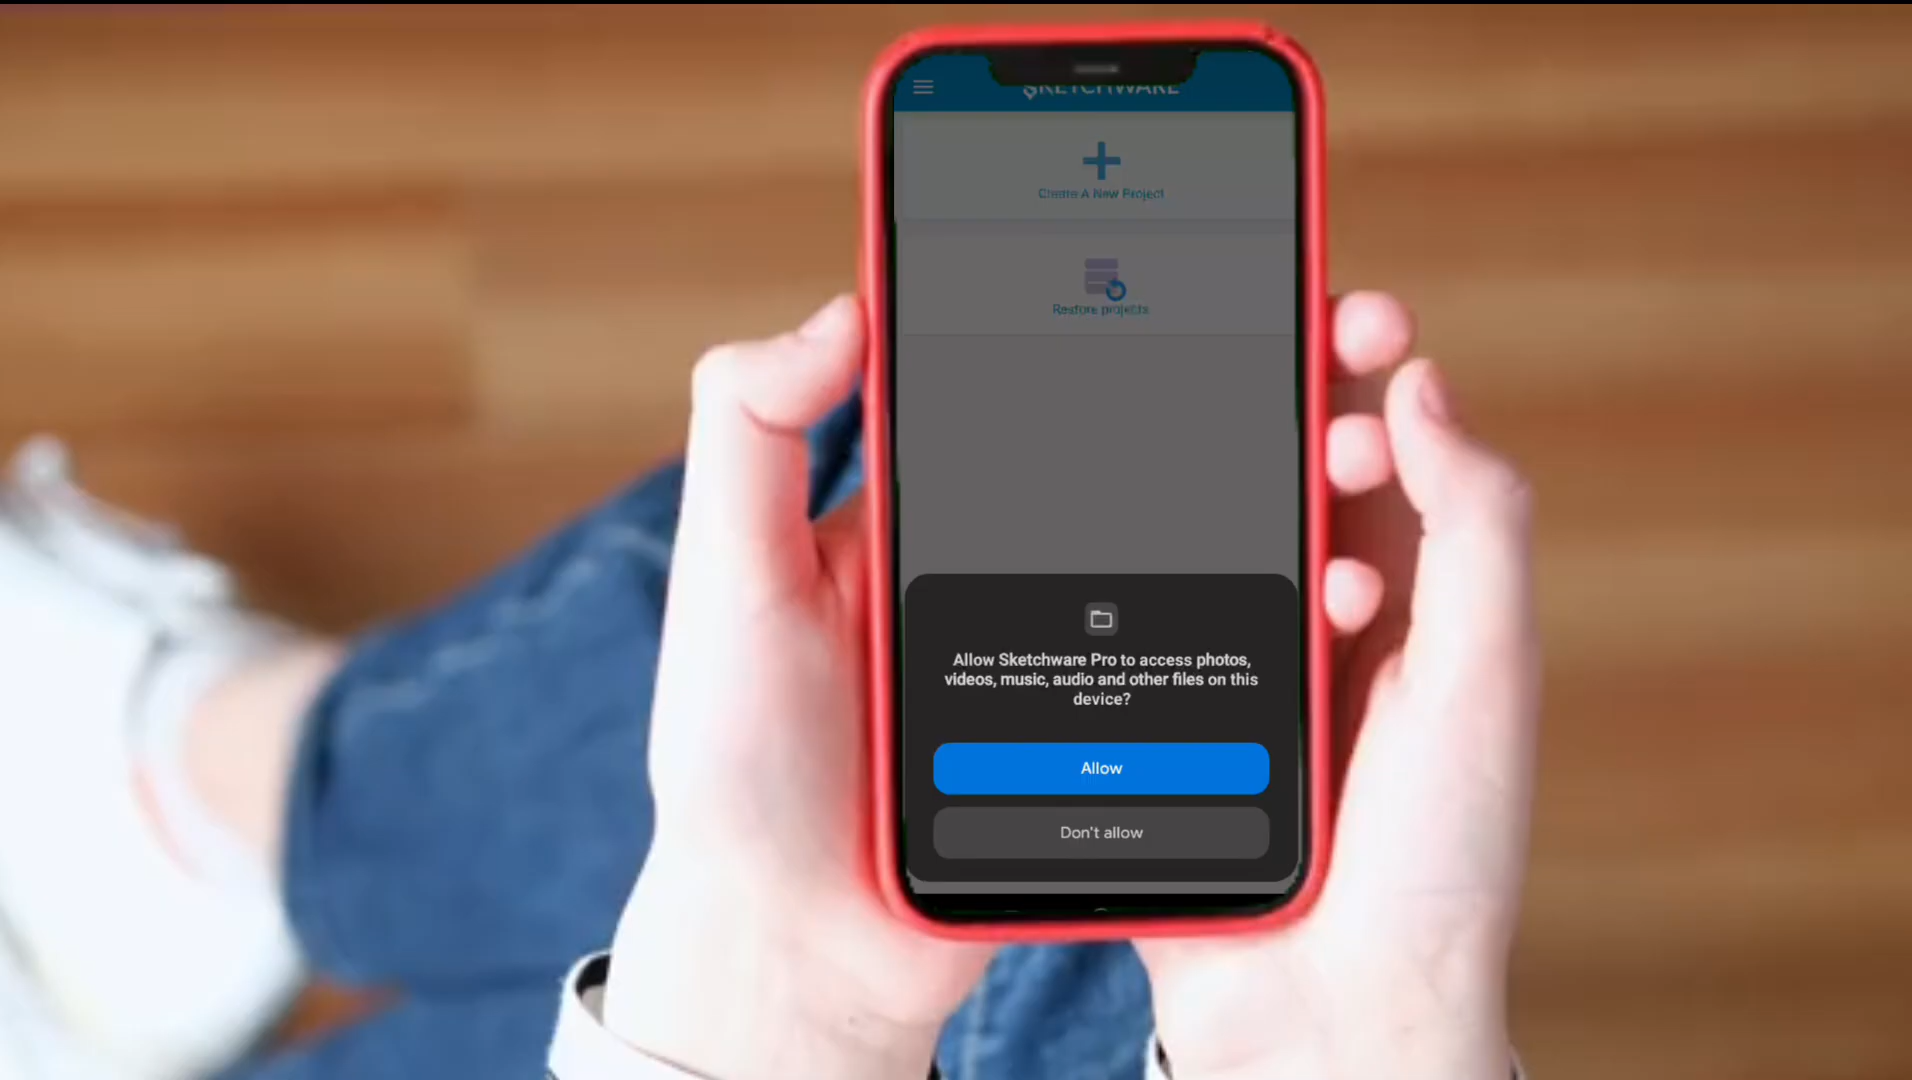 SKETCHWARE
Create A New Project
Restore projects
Allow Sketchware Pro to access photos,
videos, music, audio and other files on this
device?
Allow
Don't allow